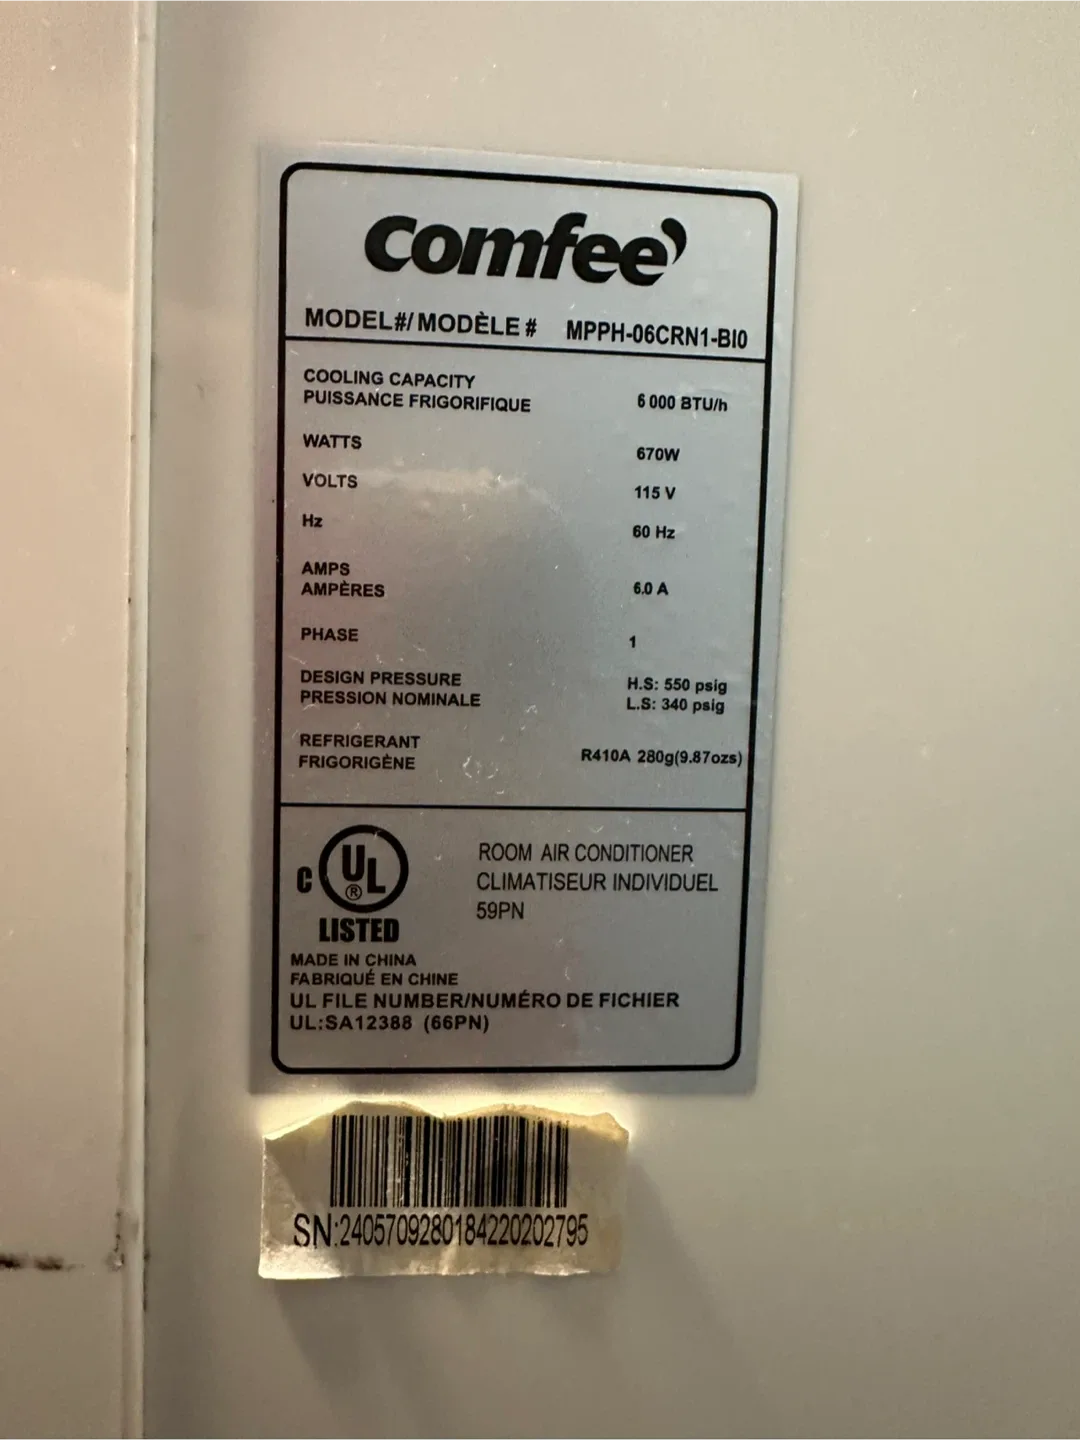 comfee'
MODEL#/MODÈLE # MPPH-06CRN1-BI0
COOLING CAPACITY
PUISSANCE FRIGORIFIQUE 6 000 BTU/h
WATTS 670W
VOLTS 115 V
Hz 60 Hz
AMPS
AMPÈRES 6.0 A
PHASE 1
DESIGN PRESSURE H.S: 550 psig
PRESSION NOMINALE L.S: 340 psig
REFRIGERANT
FRIGORIGÈNE R410A 280g(9.87ozs)
C UL ®
LISTED
ROOM AIR CONDITIONER
CLIMATISEUR INDIVIDUEL
59PN
MADE IN CHINA
FABRIQUÉ EN CHINE
UL FILE NUMBER/NUMÉRO DE FICHIER
UL:SA12388 (66PN)
SN:2405709280184220202795